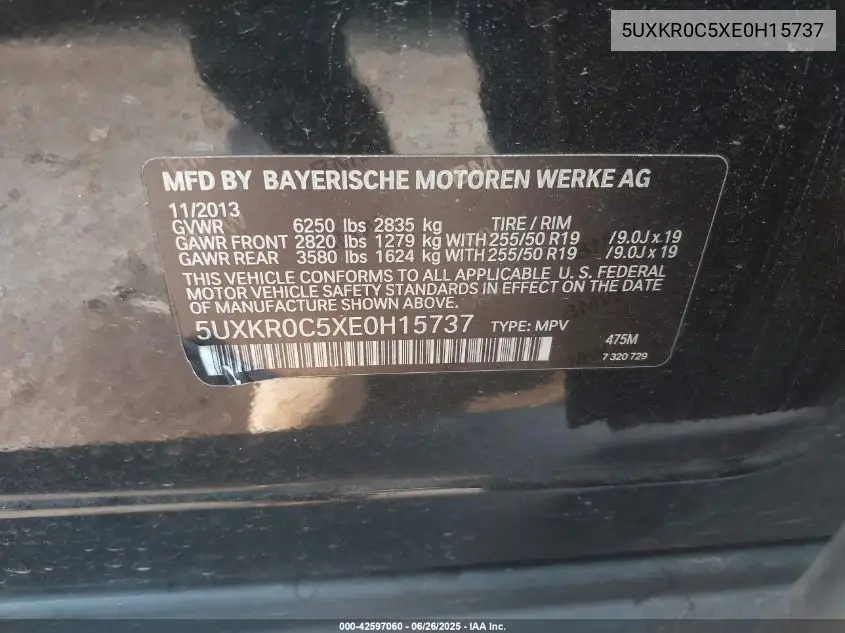 5UXKR0C5XE0H15737
MFD BY BAYERISCHE MOTOREN WERKE AG
11/2013
GVWR 6250 lbs 2835 kg TIRE / RIM
GAWR FRONT 2820 lbs 1279 kg WITH 255/50 R19 /9.0J x 19
GAWR REAR 3580 lbs 1624 kg WITH 255/50 R19 /9.0J x 19
THIS VEHICLE CONFORMS TO ALL APPLICABLE U. S. FEDERAL
MOTOR VEHICLE SAFETY STANDARDS IN EFFECT ON THE DATE
OF MANUFACTURE SHOWN ABOVE.
5UXKR0C5XE0H15737 TYPE: MPV
475M
7 320 729
000-42597060 - 06/26/2025 - IAA Inc.